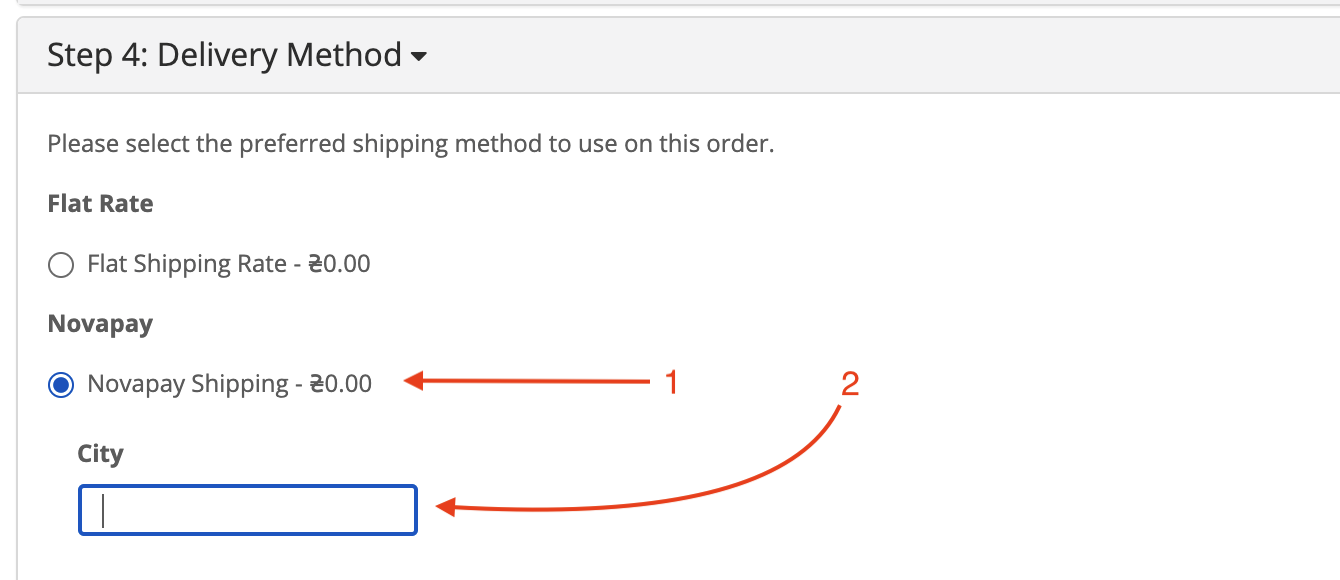 Step 4: Delivery Method
Please select the preferred shipping method to use on this order.
Flat Rate
Flat Shipping Rate - ₴0.00
Novapay
Novapay Shipping - ₴0.00
1
2
City